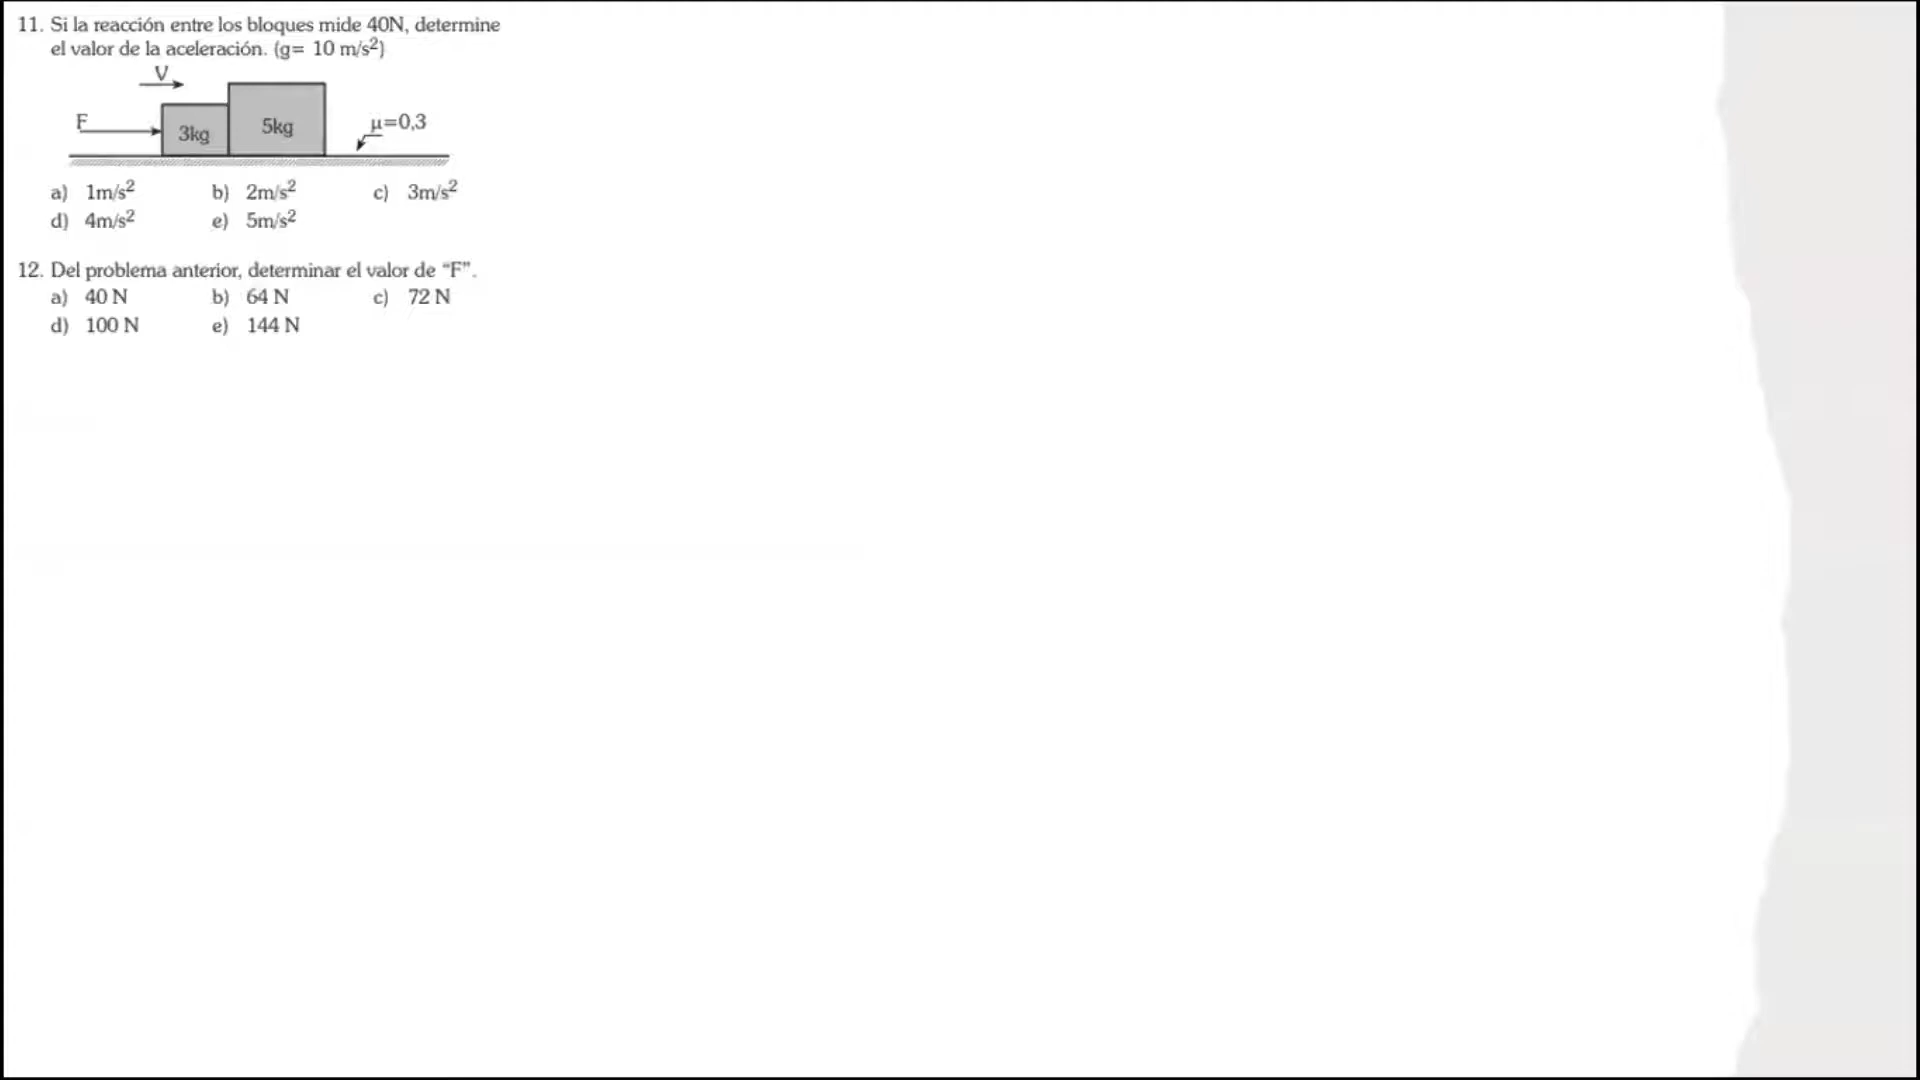 11. Si la reacción entre los bloques mide 40N, determine
el valor de la aceleración. (g= 10 m/s²)
V
F
3kg
5kg
μ=0,3
a) 1m/s² b) 2m/s² c) 3m/s²
d) 4m/s² e) 5m/s²
12. Del problema anterior, determinar el valor de “F”.
a) 40 N b) 64 N c) 72 N
d) 100 N e) 144 N